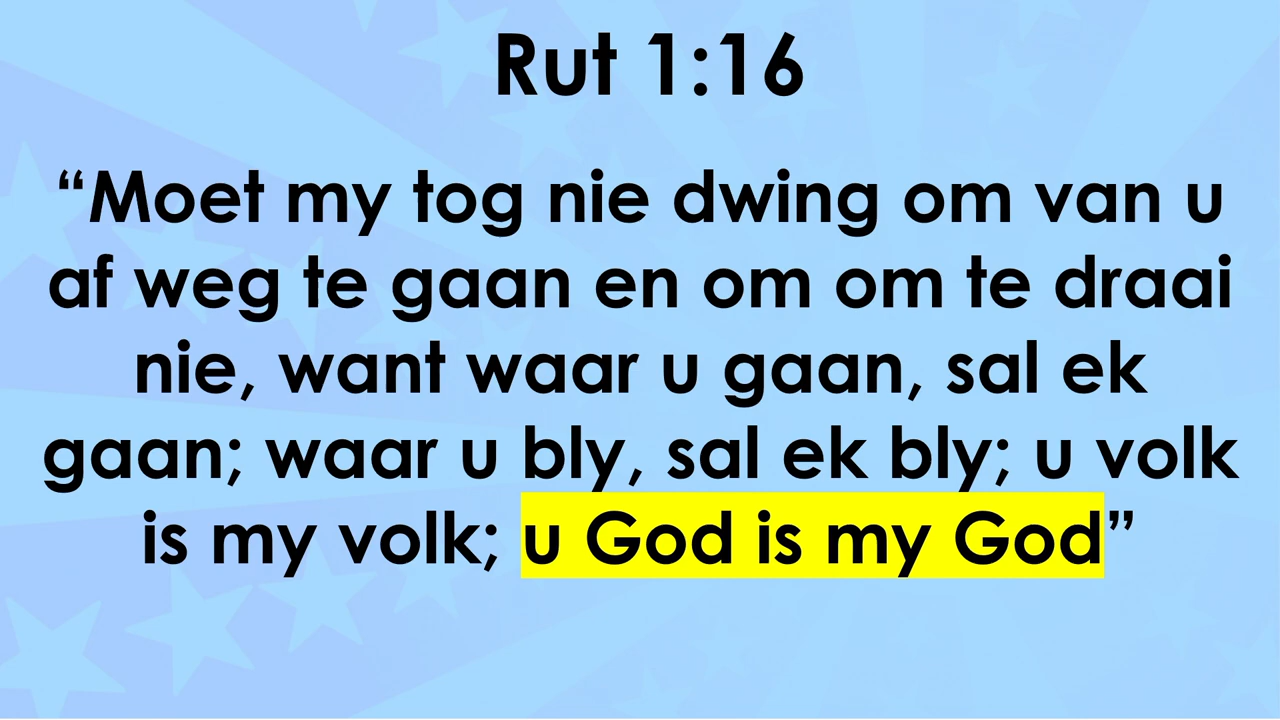 Rut 1:16
“Moet my tog nie dwing om van u
af weg te gaan en om om te draai
nie, want waar u gaan, sal ek
gaan; waar u bly, sal ek bly; u volk
is my volk; u God is my God”